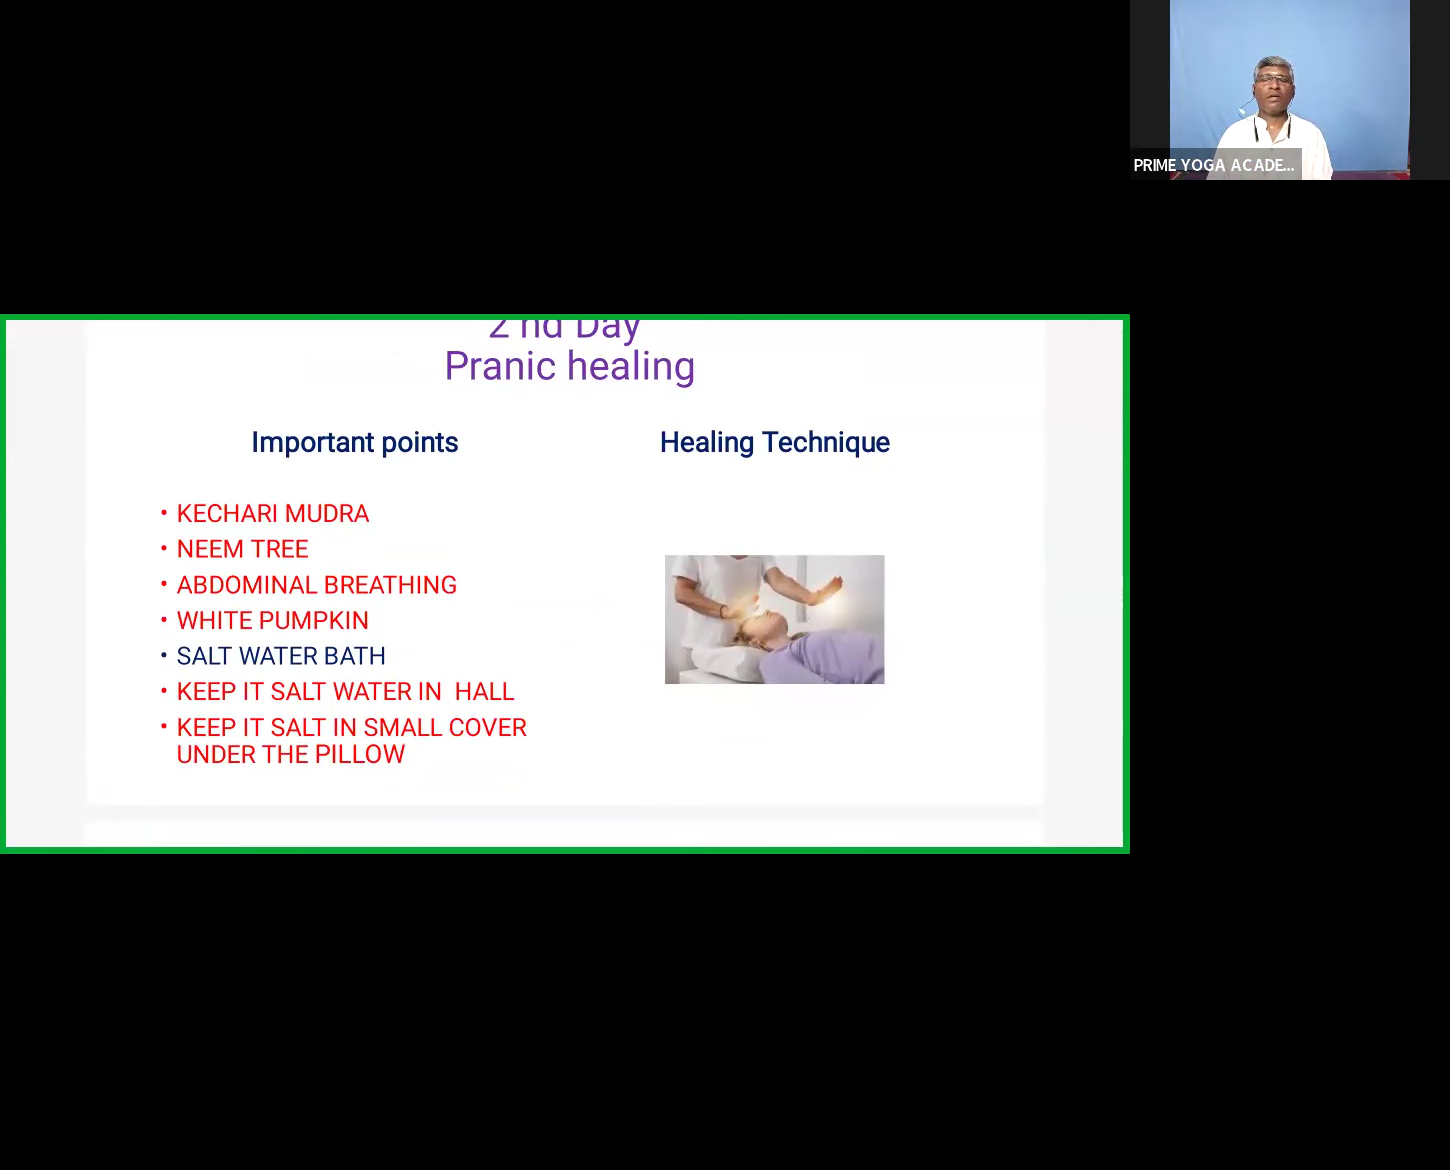 PRIME YOGA ACADE...
2 nd Day
Pranic healing
Important points
Healing Technique
• KECHARI MUDRA
• NEEM TREE
• ABDOMINAL BREATHING
• WHITE PUMPKIN
• SALT WATER BATH
• KEEP IT SALT WATER IN  HALL
• KEEP IT SALT IN SMALL COVER
UNDER THE PILLOW